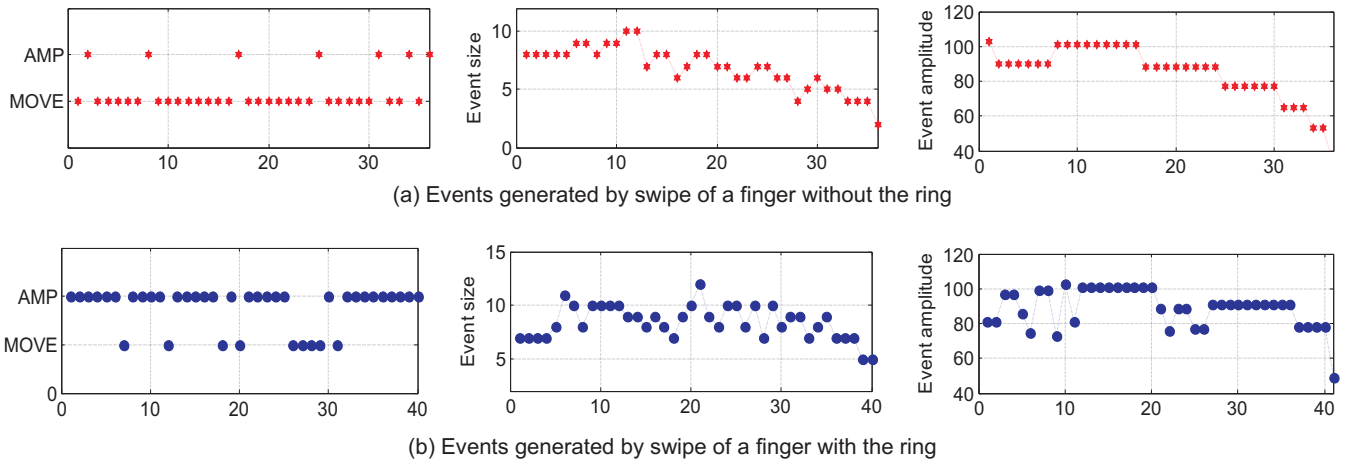 AMP
MOVE
0 10 20 30
Event size
10
5
0
0 10 20 30
Event amplitude
120
100
80
60
40
0 10 20 30
(a) Events generated by swipe of a finger without the ring
AMP
MOVE
0
0 10 20 30 40
Event size
15
10
5
0 10 20 30 40
Event amplitude
120
100
80
60
40
0 10 20 30 40
(b) Events generated by swipe of a finger with the ring